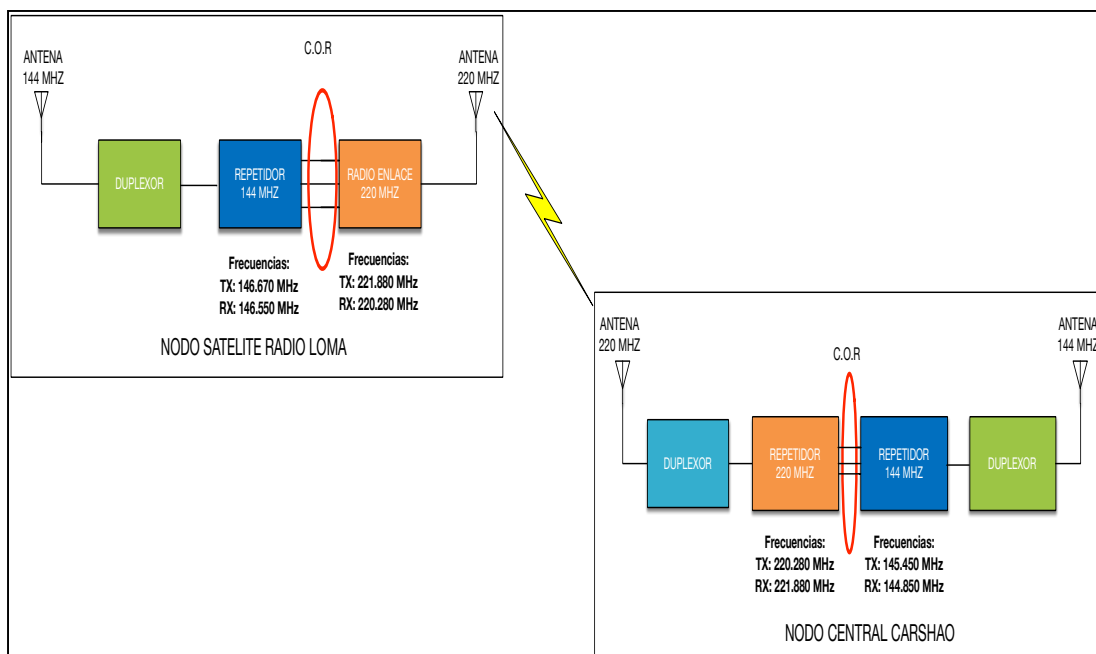 C.O.R
ANTENA
144 MHZ
ANTENA
220 MHZ
DUPLEXOR
REPETIDOR
144 MHZ
RADIO ENLACE
220 MHZ
Frecuencias:
TX: 146.670 MHz
RX: 146.550 MHz
Frecuencias:
TX: 221.880 MHz
RX: 220.280 MHz
NODO SATELITE RADIO LOMA
ANTENA
220 MHZ
C.O.R
ANTENA
144 MHZ
DUPLEXOR
REPETIDOR
220 MHZ
REPETIDOR
144 MHZ
DUPLEXOR
Frecuencias:
TX: 220.280 MHz
RX: 221.880 MHz
Frecuencias:
TX: 145.450 MHz
RX: 144.850 MHz
NODO CENTRAL CARSHAO